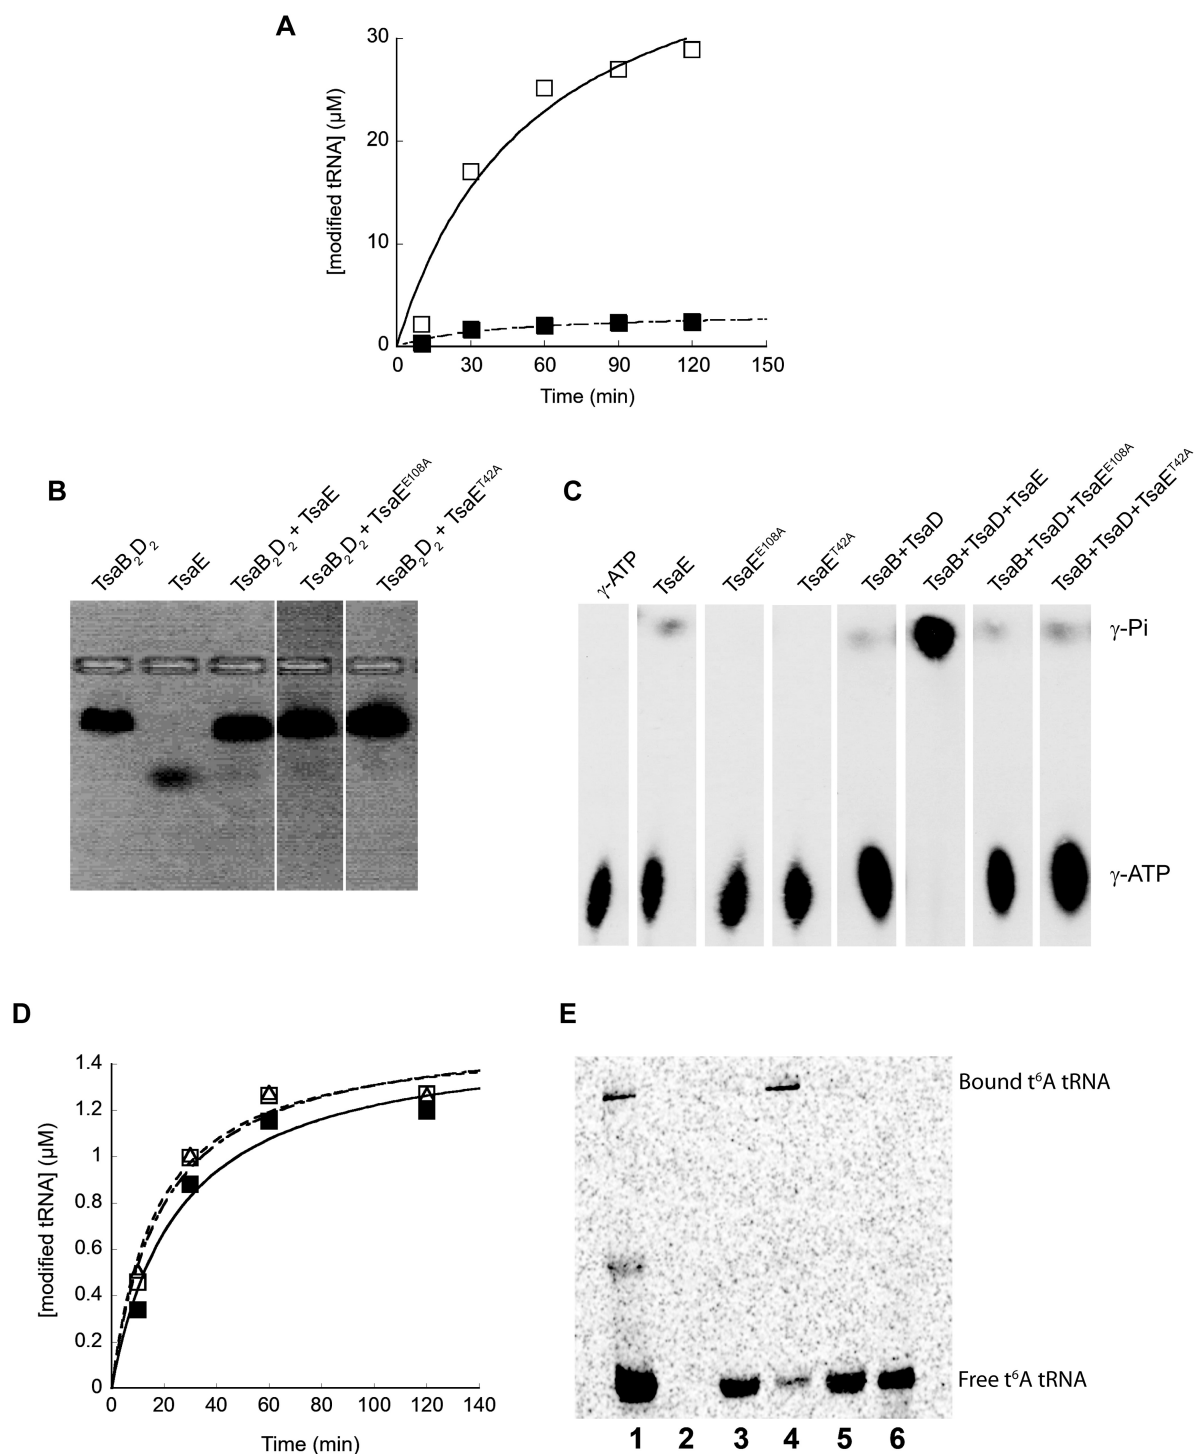 A
30
20
10
0
[modified tRNA] (µM)
0 30 60 90 120 150
Time (min)
B
TsaB₂D₂
TsaE
TsaB₂D₂ + TsaE
TsaB₂D₂ + TsaEᴱ¹⁰⁸ᴬ
TsaB₂D₂ + TsaEᵀ⁴²ᴬ
C
γ-ATP
TsaE
TsaEᴱ¹⁰⁸ᴬ
TsaEᵀ⁴²ᴬ
TsaB+TsaD
TsaB+TsaD+TsaE
TsaB+TsaD+TsaEᴱ¹⁰⁸ᴬ
TsaB+TsaD+TsaEᵀ⁴²ᴬ
γ-Pi
γ-ATP
D
1.4
1.2
1
0.8
0.6
0.4
0.2
0
[modified tRNA] (µM)
0 20 40 60 80 100 120 140
Time (min)
E
Bound t⁶A tRNA
Free t⁶A tRNA
1 2 3 4 5 6